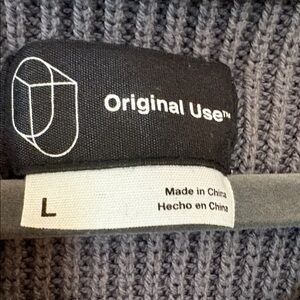 Original Use™
L
Made in China
Hecho en China